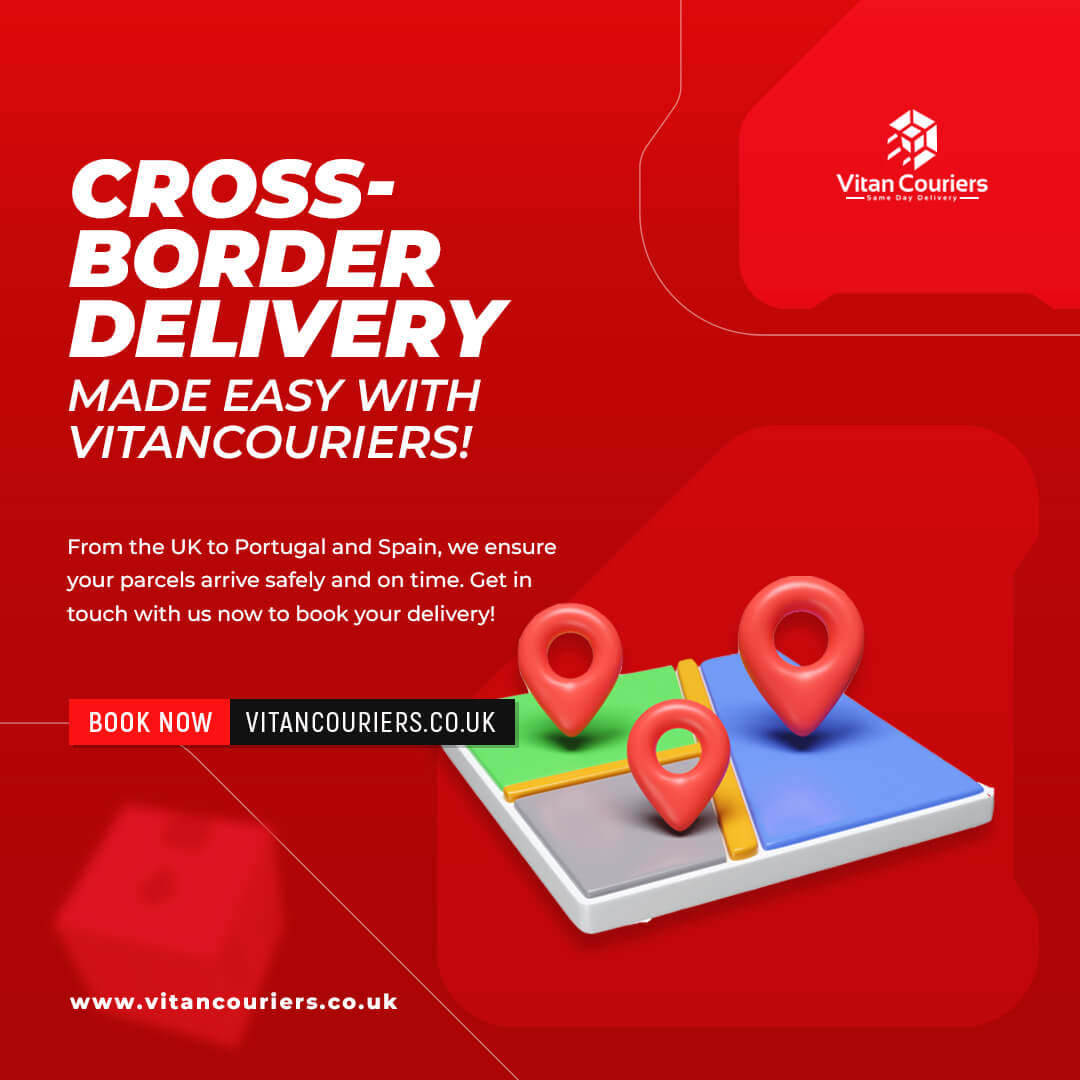 Vitan Couriers
Same Day Delivery
CROSS-
BORDER
DELIVERY
MADE EASY WITH
VITANCOURIERS!
From the UK to Portugal and Spain, we ensure
your parcels arrive safely and on time. Get in
touch with us now to book your delivery!
BOOK NOW VITANCOURIERS.CO.UK
www.vitancouriers.co.uk